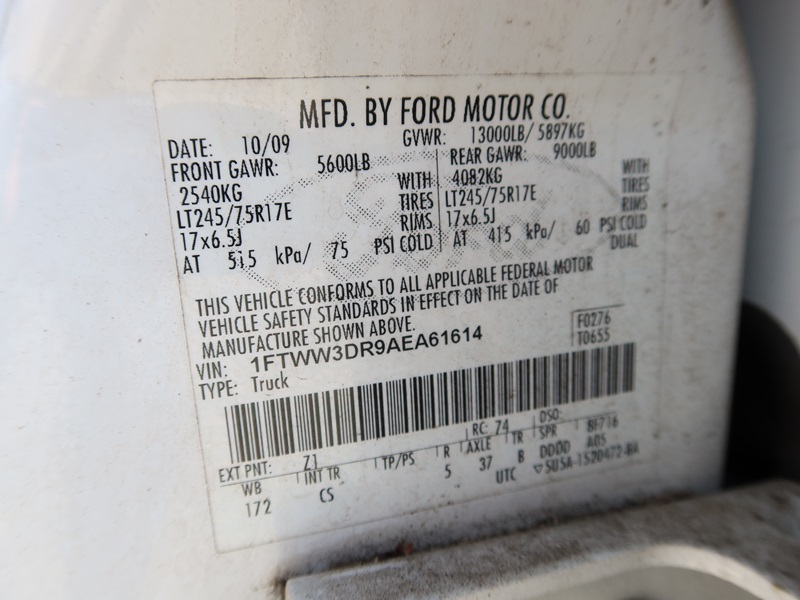 MFD. BY FORD MOTOR CO.
DATE: 10/09 GVWR: 13000LB/ 5897KG
FRONT GAWR: 5600LB REAR GAWR: 9000LB
2540KG WITH 4082KG WITH
LT245/75R17E TIRES LT245/75R17E TIRES
17x6.5J RIMS 17x6.5J RIMS
AT 515 kPa/ 75 PSI COLD AT 415 kPa/ 60 PSI COLD
DUAL
THIS VEHICLE CONFORMS TO ALL APPLICABLE FEDERAL MOTOR
VEHICLE SAFETY STANDARDS IN EFFECT ON THE DATE OF
MANUFACTURE SHOWN ABOVE.
VIN: 1FTWW3DR9AEA61614 F0276
TYPE: Truck T0655
EXT PNT: Z1 RC: 74 DSO:
WB INT TR TP/PS R AXLE TR SPR BF716
172 CS 5 37 B DDDD A05
UTC ▽5U5A-1520472-BA